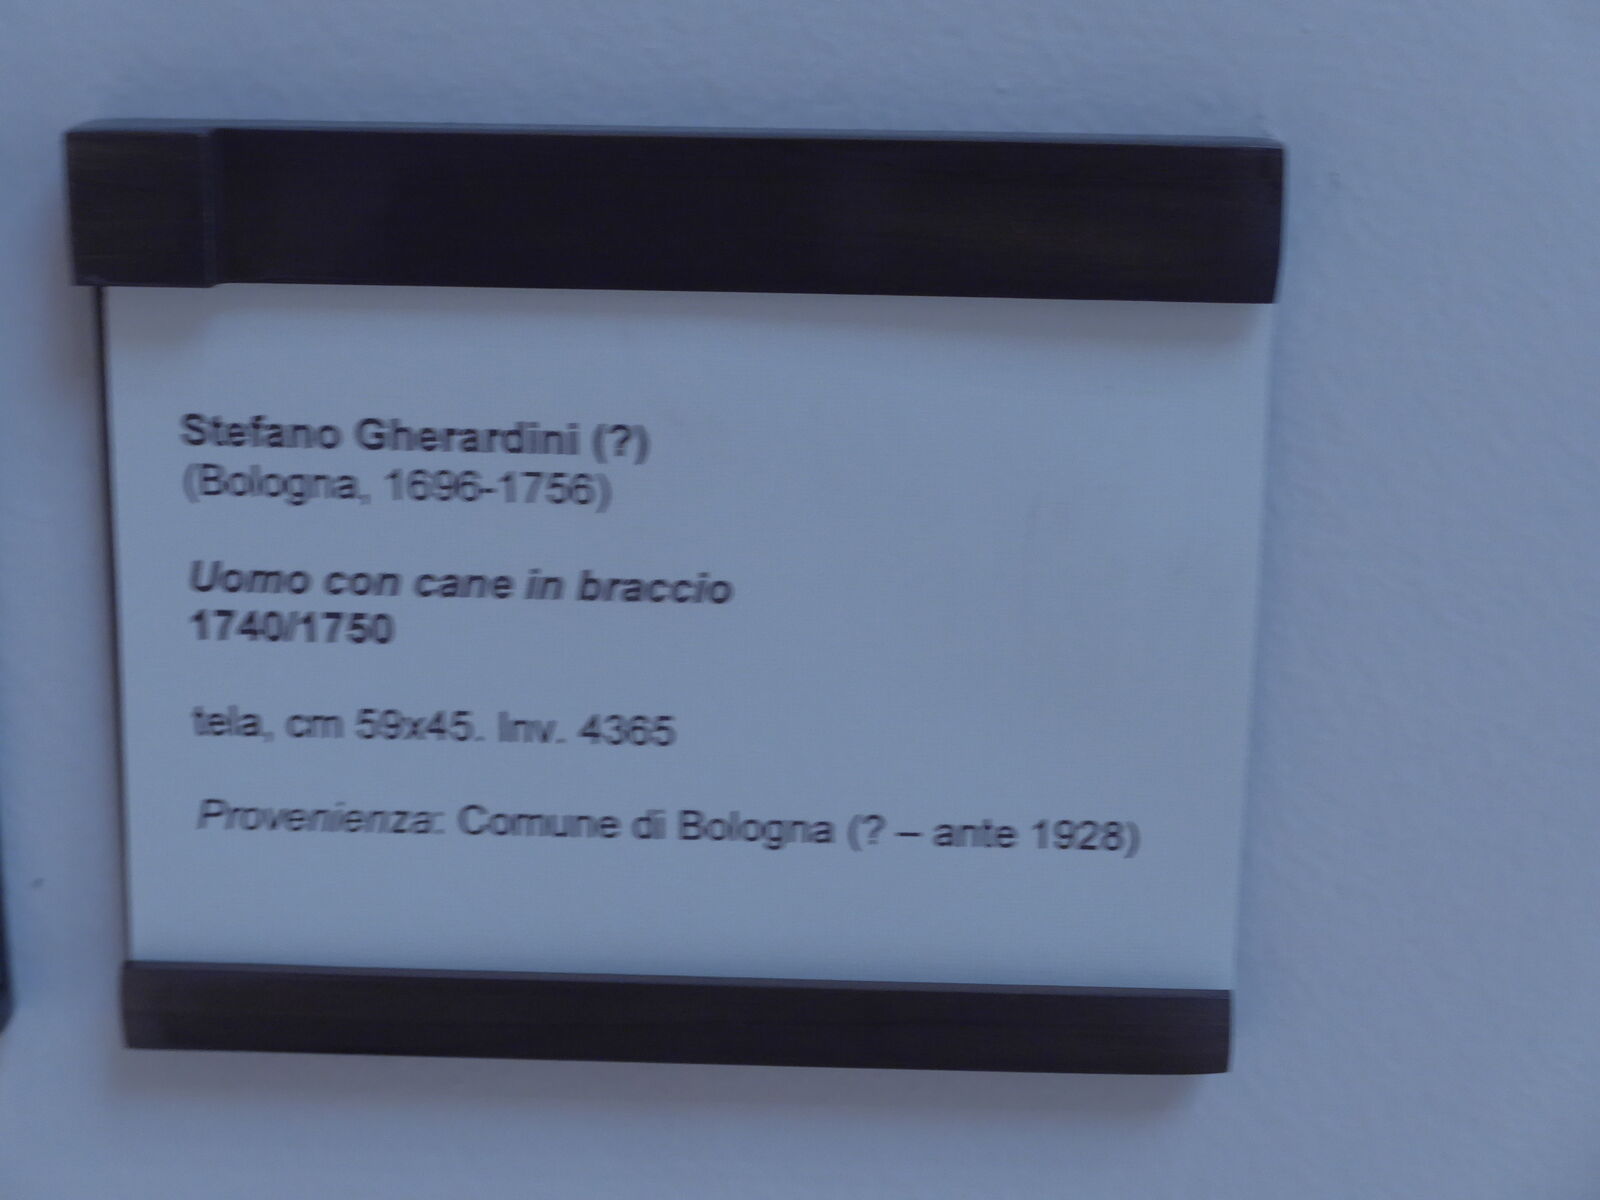 Stefano Gherardini (?)
(Bologna, 1696-1756)
Uomo con cane in braccio
1740/1750
tela, cm 59x45. Inv. 4365
Provenienza: Comune di Bologna (? – ante 1928)